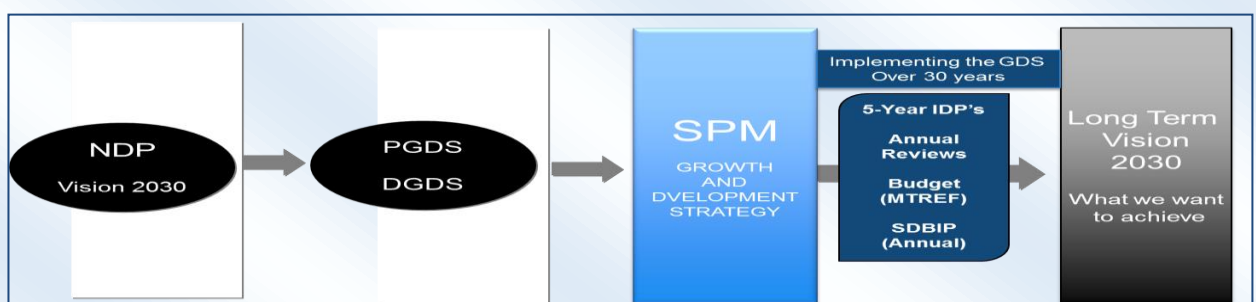 NDP
Vision 2030
PGDS
DGDS
SPM
GROWTH
AND
DVELOPMENT
STRATEGY
Implementing the GDS
Over 30 years
5-Year IDP's
Annual
Reviews
Budget
(MTREF)
SDBIP
(Annual)
Long Term
Vision
2030
What we want
to achieve